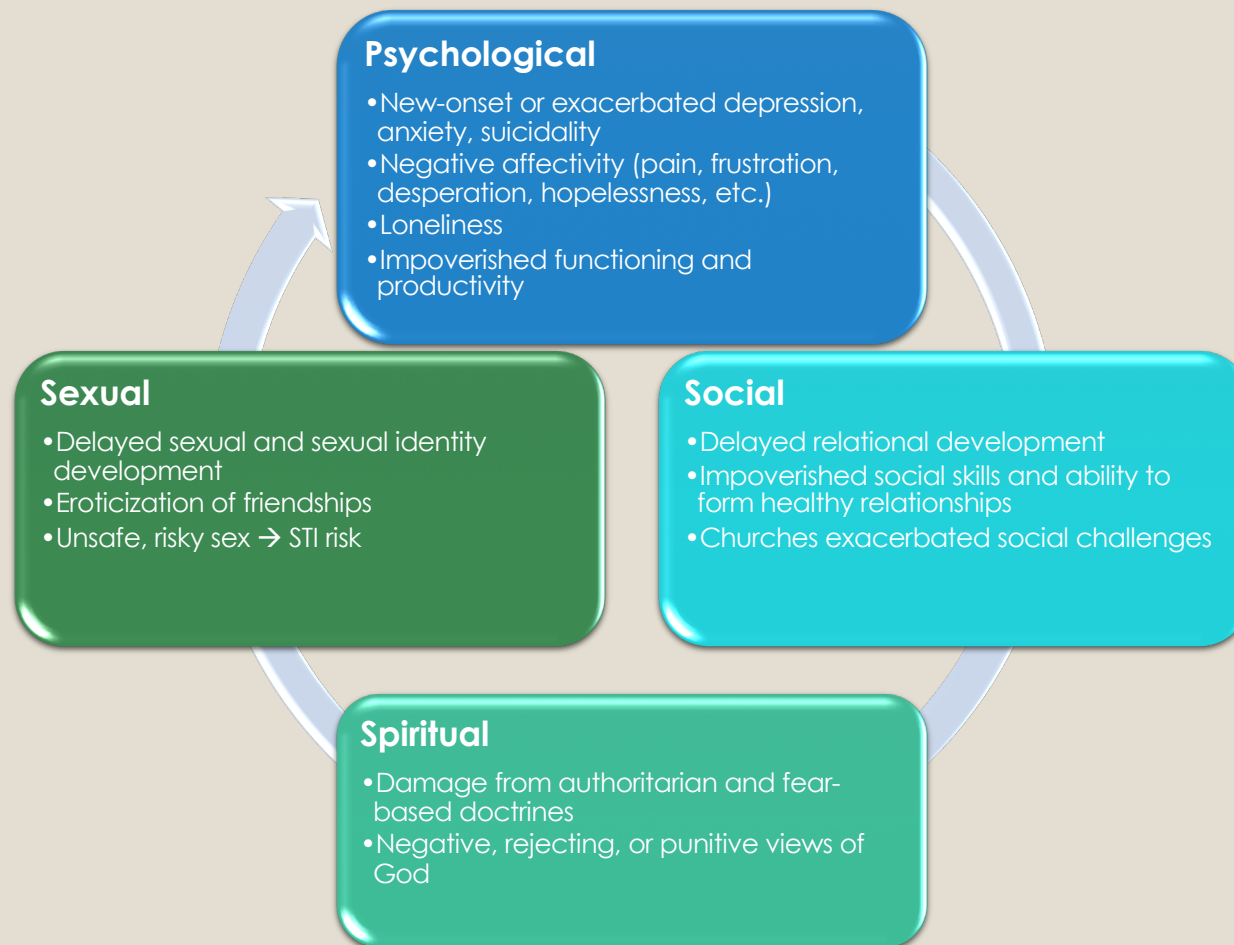 Psychological
•New-onset or exacerbated depression,
anxiety, suicidality
•Negative affectivity (pain, frustration,
desperation, hopelessness, etc.)
•Loneliness
•Impoverished functioning and
productivity
Social
•Delayed relational development
•Impoverished social skills and ability to
form healthy relationships
•Churches exacerbated social challenges
Spiritual
•Damage from authoritarian and fear-
based doctrines
•Negative, rejecting, or punitive views of
God
Sexual
•Delayed sexual and sexual identity
development
•Eroticization of friendships
•Unsafe, risky sex → STI risk